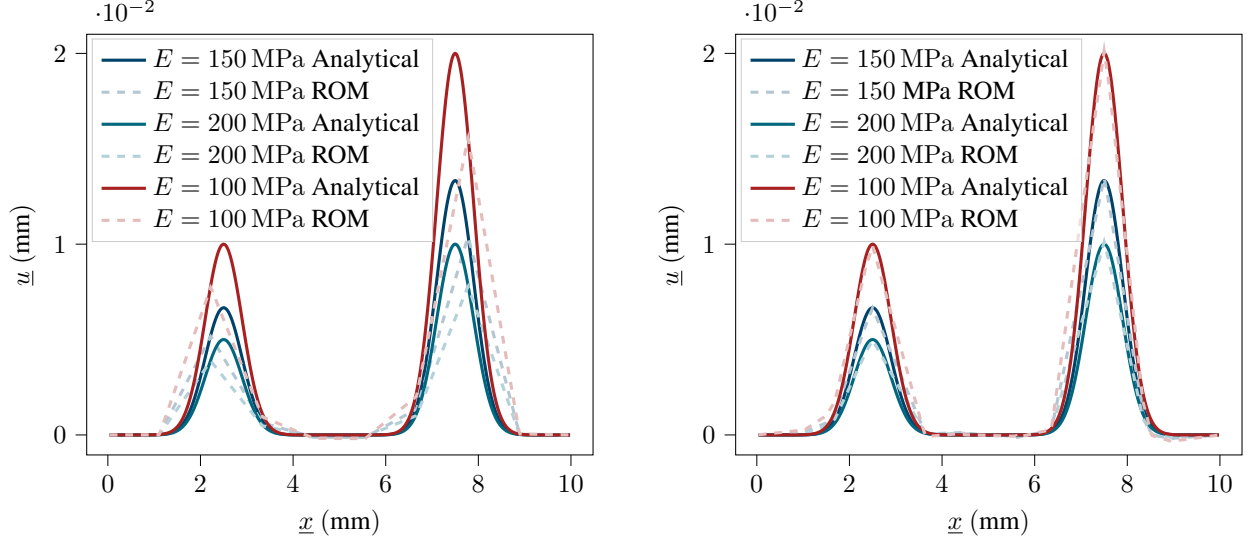 ·10−2
2
1
0
u (mm)
E = 150 MPa Analytical
E = 150 MPa ROM
E = 200 MPa Analytical
E = 200 MPa ROM
E = 100 MPa Analytical
E = 100 MPa ROM
0 2 4 6 8 10
x (mm)
·10−2
2
1
0
u (mm)
E = 150 MPa Analytical
E = 150 MPa ROM
E = 200 MPa Analytical
E = 200 MPa ROM
E = 100 MPa Analytical
E = 100 MPa ROM
0 2 4 6 8 10
x (mm)